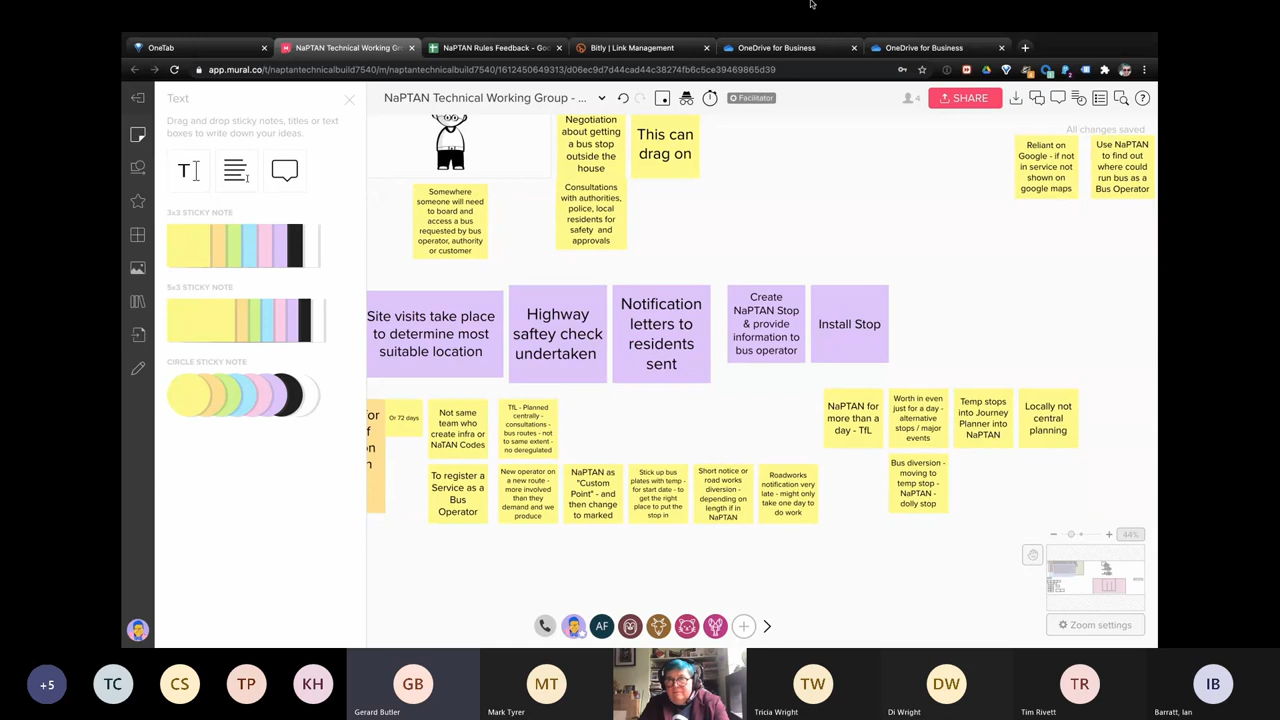 OneTab
NaPTAN Technical Working Gr
NaPTAN Rules Feedback - Goo
Bitly | Link Management
OneDrive for Business
OneDrive for Business
app.mural.co/t/naptantechnicalbuild7540/m/naptantechnicalbuild7540/1612450649313/d06ec9d7d44cad44c38274fb6c5ce39469865d39
Text
NaPTAN Technical Working Group - ...
Facilitator
4
SHARE
Drag and drop sticky notes, titles or text
boxes to write down your ideas.
All changes saved
3x3 STICKY NOTE
5x3 STICKY NOTE
CIRCLE STICKY NOTE
Negotiation
about getting
a bus stop
outside the
house
This can
drag on
Reliant on
Google - if not
in service not
shown on
google maps
Use NaPTAN
to find out
where could
run bus as a
Bus Operator
Somewhere
someone will need
to board and
access a bus
requested by bus
operator, authority
or customer
Consultations
with authorities,
police, local
residents for
safety and
approvals
Site visits take place
to determine most
suitable location
Highway
saftey check
undertaken
Notification
letters to
residents
sent
Create
NaPTAN Stop
& provide
information to
bus operator
Install Stop
for
f
on
n
Or 72 days
Not same
team who
create infra or
NaTAN Codes
TfL - Planned
centrally -
consultations -
bus routes - not
to same extent -
no deregulated
NaPTAN for
more than a
day - TfL
Worth in even
just for a day -
alternative
stops / major
events
Temp stops
into Journey
Planner into
NaPTAN
Locally not
central
planning
To register a
Service as a
Bus
Operator
New operator on
a new route -
more involved
than they
demand and we
produce
NaPTAN as
"Custom
Point" - and
then change to
marked
Stick up bus
plates with temp -
for start date - to
get the right
place to put the
stop in
Short notice or
road works
diversion -
depending on
length if in
NaPTAN
Roadworks
notification very
late - might only
take one day to
do work
Bus diversion -
moving to
temp stop -
NaPTAN -
dolly stop
44%
Zoom settings
AF
+5
TC
CS
TP
KH
GB
Gerard Butler
MT
Mark Tyrer
TW
Tricia Wright
DW
Di Wright
TR
Tim Rivett
IB
Barratt, Ian